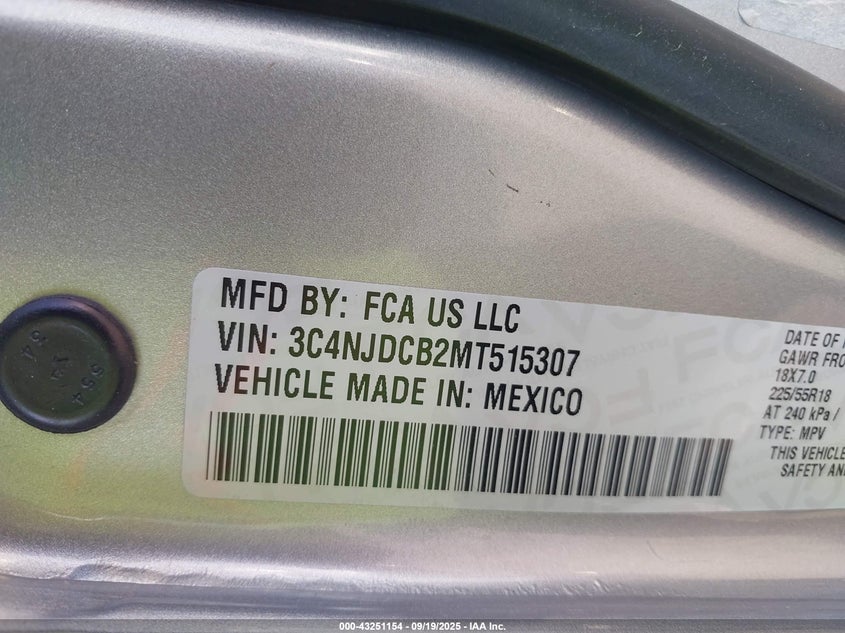 MFD BY: FCA US LLC
VIN: 3C4NJDCB2MT515307
VEHICLE MADE IN: MEXICO
DATE OF
GAWR FRO
18X7.0
225/55R18
AT 240 kPa /
TYPE: MPV
THIS VEHICLE
SAFETY AN
000-43251154 - 09/19/2025 - IAA Inc.